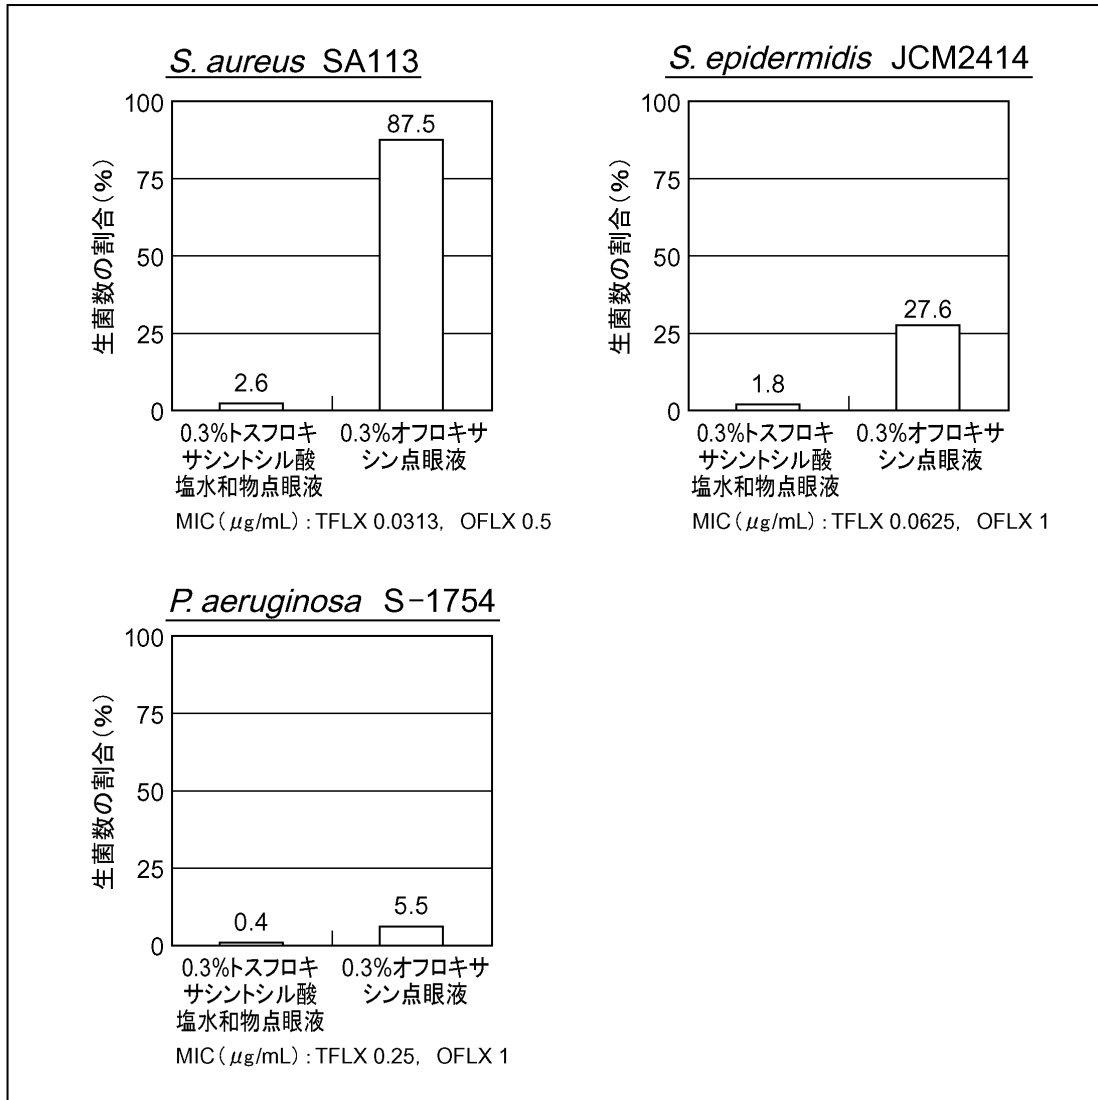 S. aureus SA113
100
75
50
25
0
生菌数の割合(%)
87.5
2.6
0.3%トスフロキ
サシントシル酸
塩水和物点眼液
0.3%オフロキサ
シン点眼液
MIC(μg/mL) : TFLX 0.0313, OFLX 0.5
S. epidermidis JCM2414
100
75
50
25
0
生菌数の割合(%)
27.6
1.8
0.3%トスフロキ
サシントシル酸
塩水和物点眼液
0.3%オフロキサ
シン点眼液
MIC(μg/mL) : TFLX 0.0625, OFLX 1
P. aeruginosa S-1754
100
75
50
25
0
生菌数の割合(%)
0.4
5.5
0.3%トスフロキ
サシントシル酸
塩水和物点眼液
0.3%オフロキサ
シン点眼液
MIC(μg/mL) : TFLX 0.25, OFLX 1